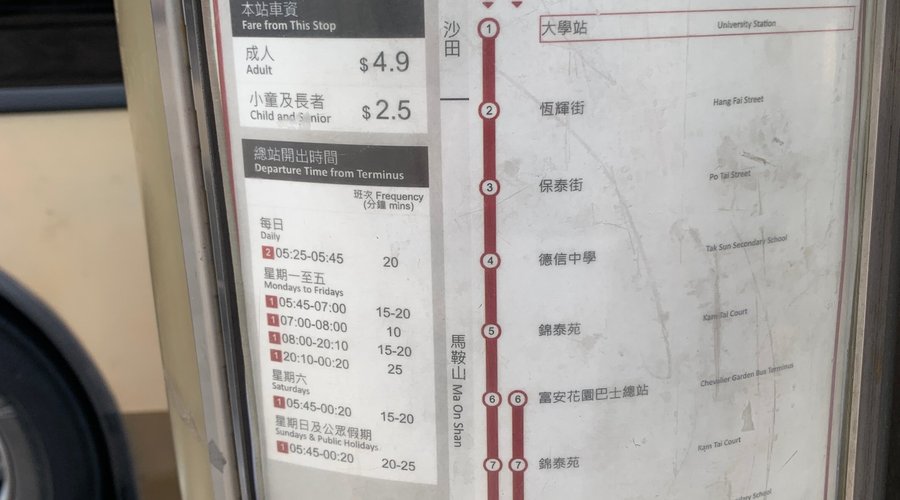 本站車資
Fare from This Stop
成人
Adult
$4.9
小童及長者
Child and Senior
$2.5
總站開出時間
Departure Time from Terminus
班次 Frequency
(分鐘 mins)
每日
Daily
2 05:25-05:45 20
星期一至五
Mondays to Fridays
1 05:45-07:00 15-20
1 07:00-08:00 10
1 08:00-20:10 15-20
1 20:10-00:20 25
星期六
Saturdays
1 05:45-00:20 15-20
星期日及公眾假期
Sundays & Public Holidays
1 05:45-00:20 20-25
沙田
馬鞍山 Ma On Shan
1 大學站 University Station
2 恆輝街 Hang Fai Street
3 保泰街 Po Tai Street
4 德信中學 Tak Sun Secondary School
5 錦泰苑 Kam Tai Court
6 6 富安花園巴士總站 Chevalier Garden Bus Terminus
7 7 錦泰苑 Kam Tai Court
School